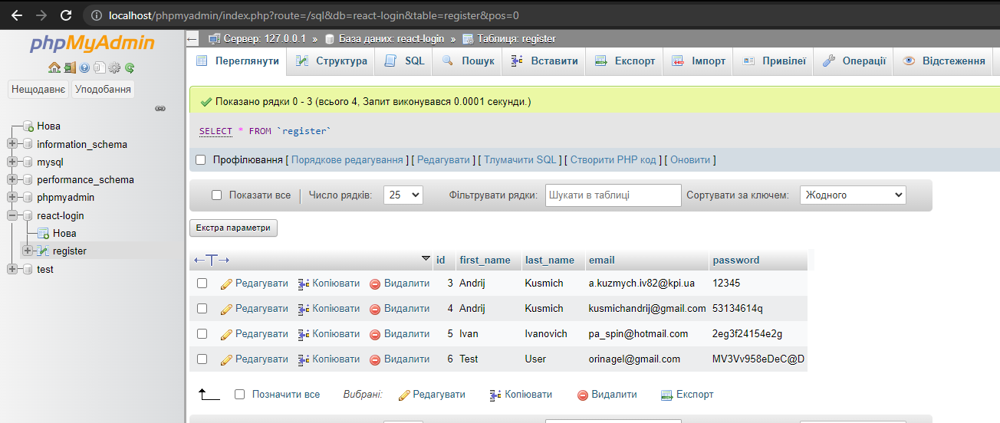 localhost/phpmyadmin/index.php?route=/sql&db=react-login&table=register&pos=0
phpMyAdmin
Нещодавнє Уподобання
Нова
information_schema
mysql
performance_schema
phpmyadmin
react-login
Нова
register
test
Сервер: 127.0.0.1 » База даних: react-login » Таблиця: register
Переглянути Структура SQL Пошук Вставити Експорт Імпорт Привілеї Операції Відстеження
Показано рядки 0 - 3 (всього 4, Запит виконувався 0.0001 секунди.)
SELECT * FROM `register`
Профілювання [ Порядкове редагування ] [ Редагувати ] [ Тлумачити SQL ] [ Створити PHP код ] [ Оновити ]
Показати все Число рядків: 25 Фільтрувати рядки: Шукати в таблиці Сортувати за ключем: Жодного
Екстра параметри
←T→ id first_name last_name email password
Редагувати Копіювати Видалити 3 Andrij Kusmich a.kuzmych.iv82@kpi.ua 12345
Редагувати Копіювати Видалити 4 Andrij Kusmich kusmichandrij@gmail.com 53134614q
Редагувати Копіювати Видалити 5 Ivan Ivanovich pa_spin@hotmail.com 2eg3f24154e2g
Редагувати Копіювати Видалити 6 Test User orinagel@gmail.com MV3Vv958eDeC@D
Позначити все Вибрані: Редагувати Копіювати Видалити Експорт